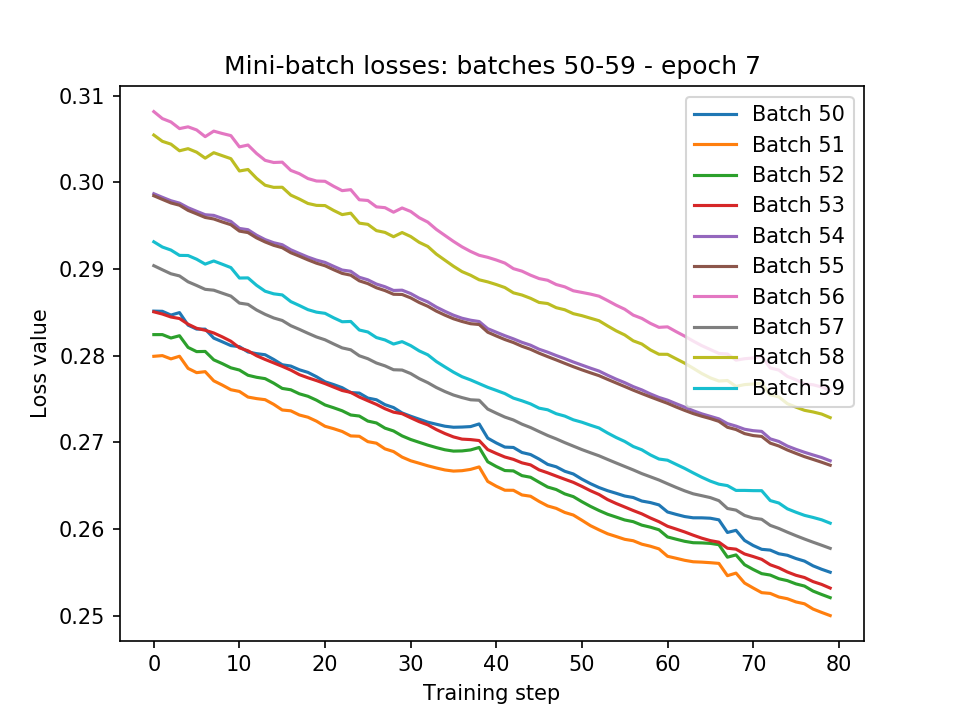 Mini-batch losses: batches 50-59 - epoch 7
Loss value
0.31
0.30
0.29
0.28
0.27
0.26
0.25
Batch 50
Batch 51
Batch 52
Batch 53
Batch 54
Batch 55
Batch 56
Batch 57
Batch 58
Batch 59
0 10 20 30 40 50 60 70 80
Training step